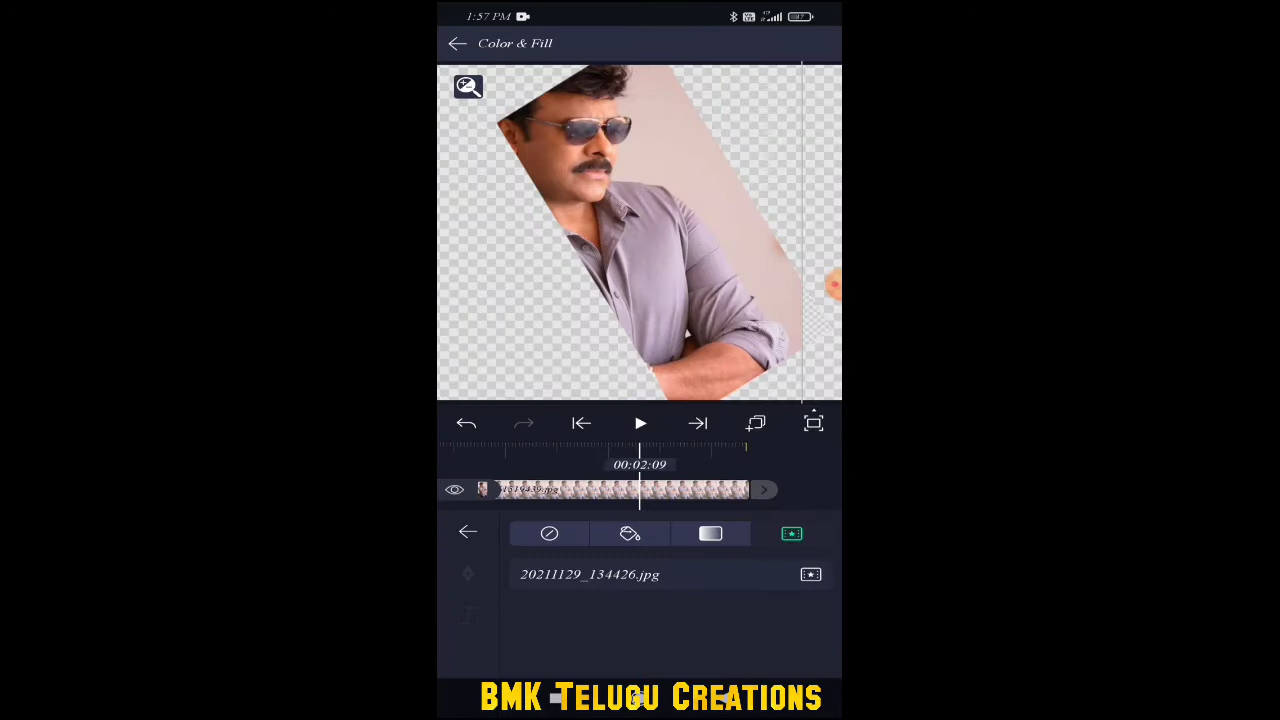 1:57 PM
Color & Fill
00:02:09
20211129_134426.jpg
BMK Telugu Creations